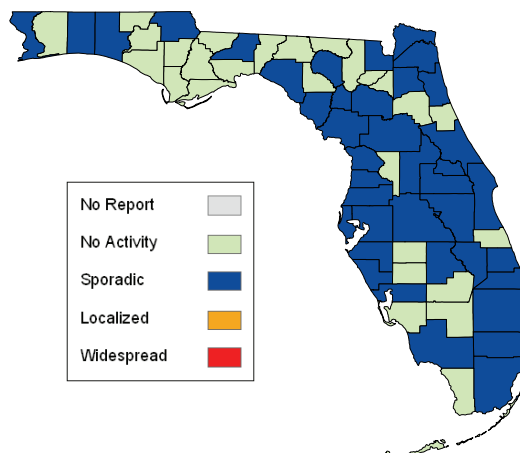 No Report
No Activity
Sporadic
Localized
Widespread